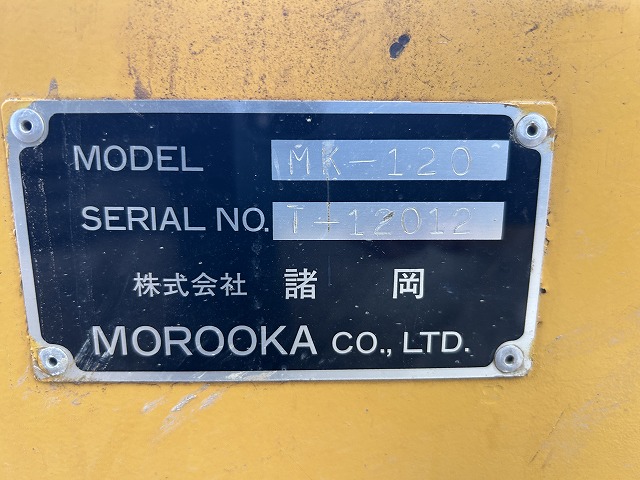 MODEL MK-120
SERIAL NO. T-12012
株式会社 諸岡
MOROOKA CO., LTD.